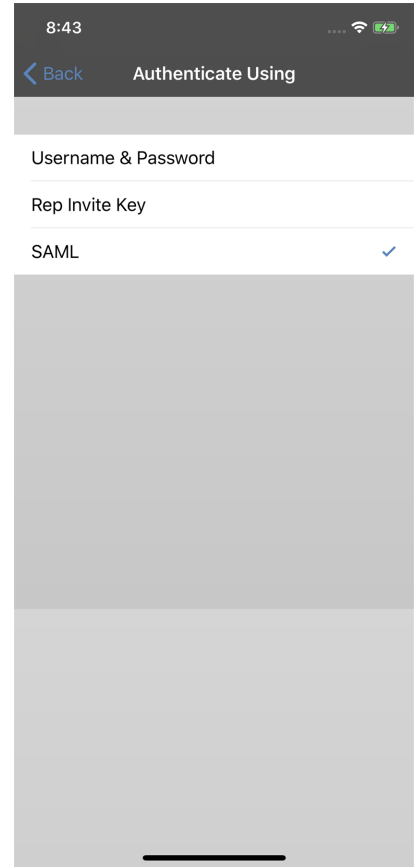 8:43
Back
Authenticate Using
Username & Password
Rep Invite Key
SAML